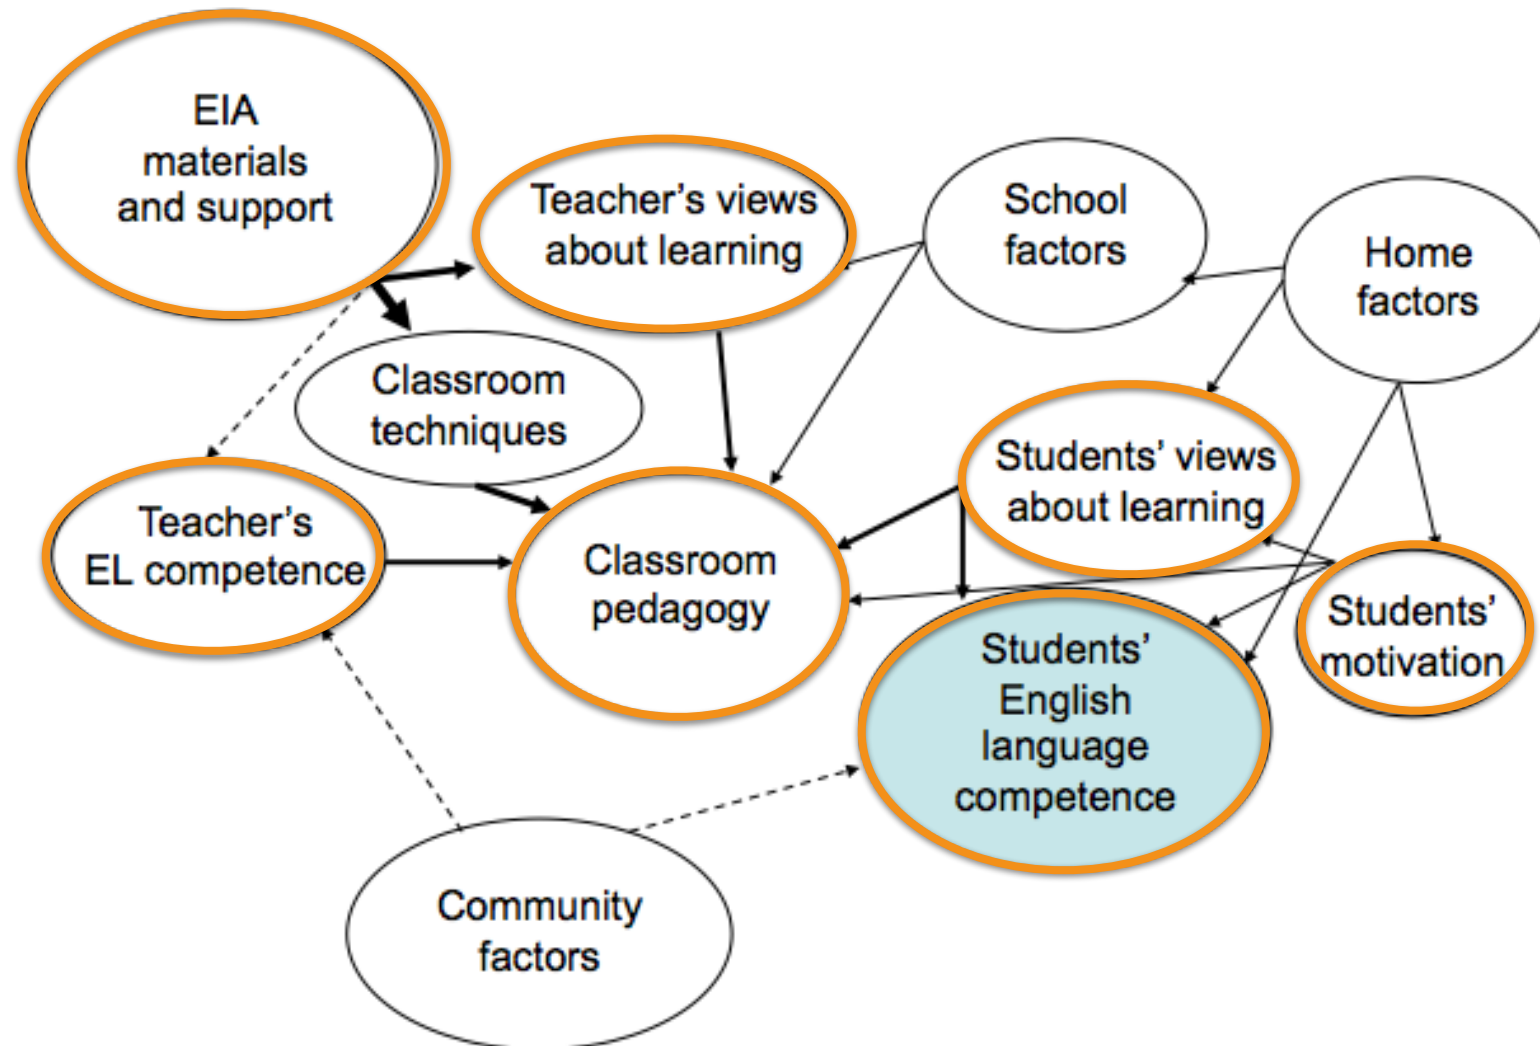 EIA
materials
and support
Teacher’s views
about learning
School
factors
Home
factors
Classroom
techniques
Students’ views
about learning
Teacher’s
EL competence
Classroom
pedagogy
Students’
motivation
Students’
English
language
competence
Community
factors